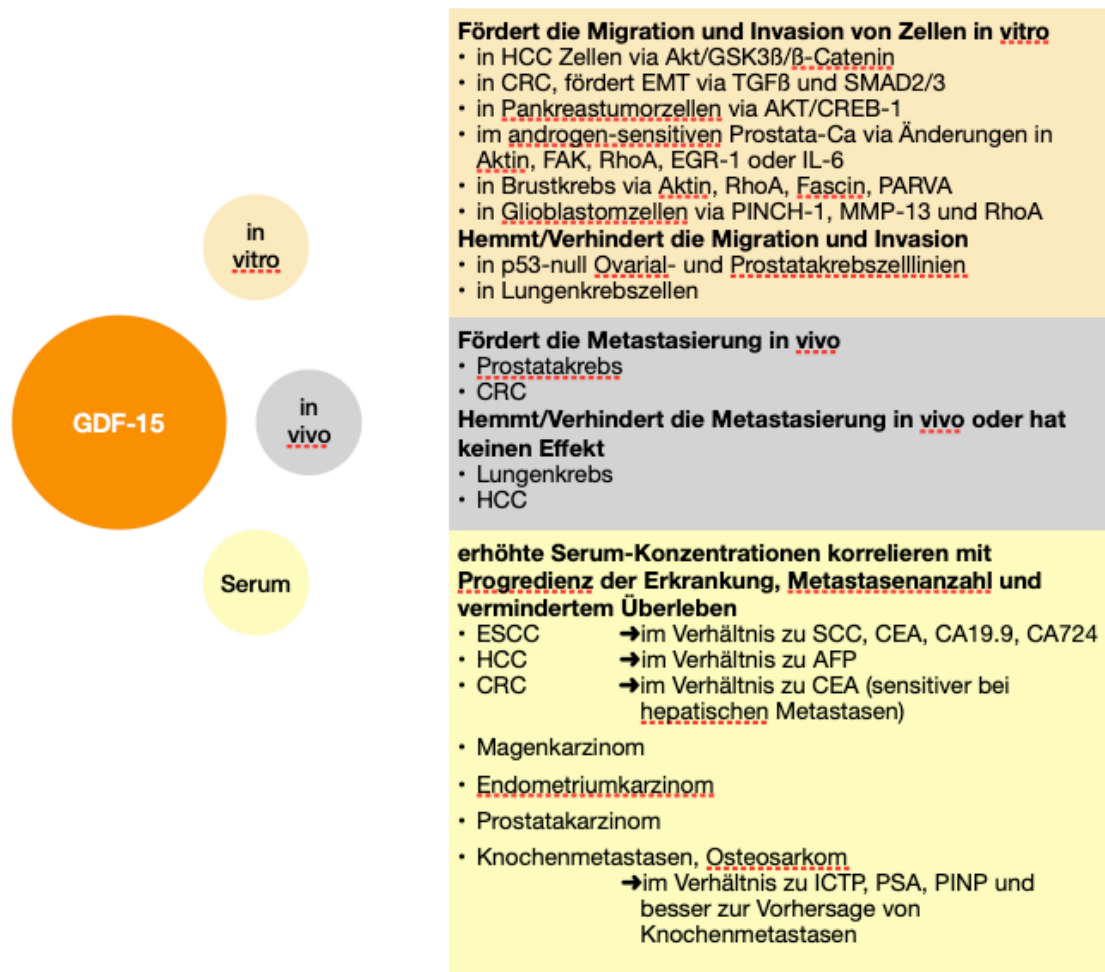 GDF-15
in
vitro
in
vivo
Serum
Fördert die Migration und Invasion von Zellen in vitro
• in HCC Zellen via Akt/GSK3ß/ß-Catenin
• in CRC, fördert EMT via TGFß und SMAD2/3
• in Pankreastumorzellen via AKT/CREB-1
• im androgen-sensitiven Prostata-Ca via Änderungen in
Aktin, FAK, RhoA, EGR-1 oder IL-6
• in Brustkrebs via Aktin, RhoA, Fascin, PARVA
• in Glioblastomzellen via PINCH-1, MMP-13 und RhoA
Hemmt/Verhindert die Migration und Invasion
• in p53-null Ovarial- und Prostatakrebszelllinien
• in Lungenkrebszellen
Fördert die Metastasierung in vivo
• Prostatakrebs
• CRC
Hemmt/Verhindert die Metastasierung in vivo oder hat
keinen Effekt
• Lungenkrebs
• HCC
erhöhte Serum-Konzentrationen korrelieren mit
Progredienz der Erkrankung, Metastasenanzahl und
vermindertem Überleben
• ESCC ➔im Verhältnis zu SCC, CEA, CA19.9, CA724
• HCC ➔im Verhältnis zu AFP
• CRC ➔im Verhältnis zu CEA (sensitiver bei
hepatischen Metastasen)
• Magenkarzinom
• Endometriumkarzinom
• Prostatakarzinom
• Knochenmetastasen, Osteosarkom
➔im Verhältnis zu ICTP, PSA, PINP und
besser zur Vorhersage von
Knochenmetastasen